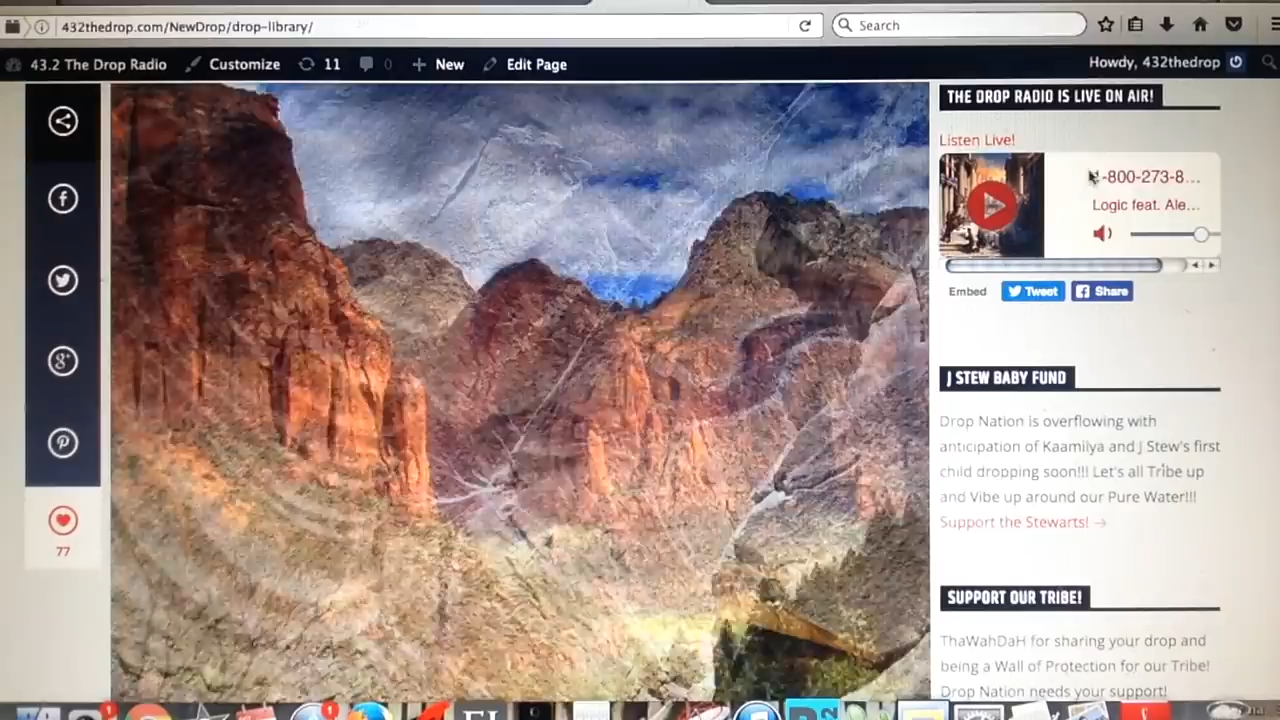 432thedrop.com/NewDrop/drop-library/
Search
43.2 The Drop Radio
Customize
11
0
New
Edit Page
Howdy, 432thedrop
THE DROP RADIO IS LIVE ON AIR!
Listen Live!
-800-273-8...
Logic feat. Ale...
Embed
Tweet
Share
J STEW BABY FUND
Drop Nation is overflowing with
anticipation of Kaamilya and J Stew's first
child dropping soon!!! Let's all Tribe up
and Vibe up around our Pure Water!!!
Support the Stewarts! →
77
SUPPORT OUR TRIBE!
ThaWahDaH for sharing your drop and
being a Wall of Protection for our Tribe!
Drop Nation needs your support!